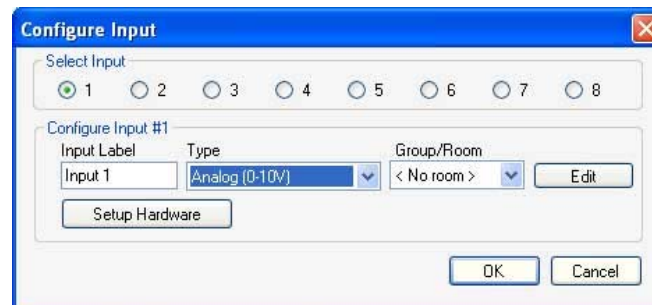 Configure Input
Select Input
1 2 3 4 5 6 7 8
Configure Input #1
Input Label Type Group/Room
Input 1 Analog (0-10V) < No room > Edit
Setup Hardware
OK Cancel